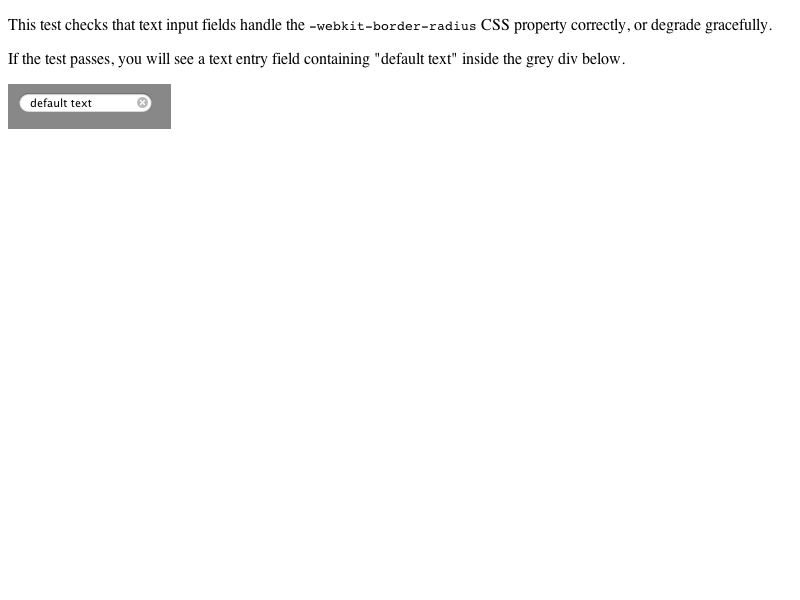 This test checks that text input fields handle the -webkit-border-radius CSS property correctly, or degrade gracefully.
If the test passes, you will see a text entry field containing "default text" inside the grey div below.
default text